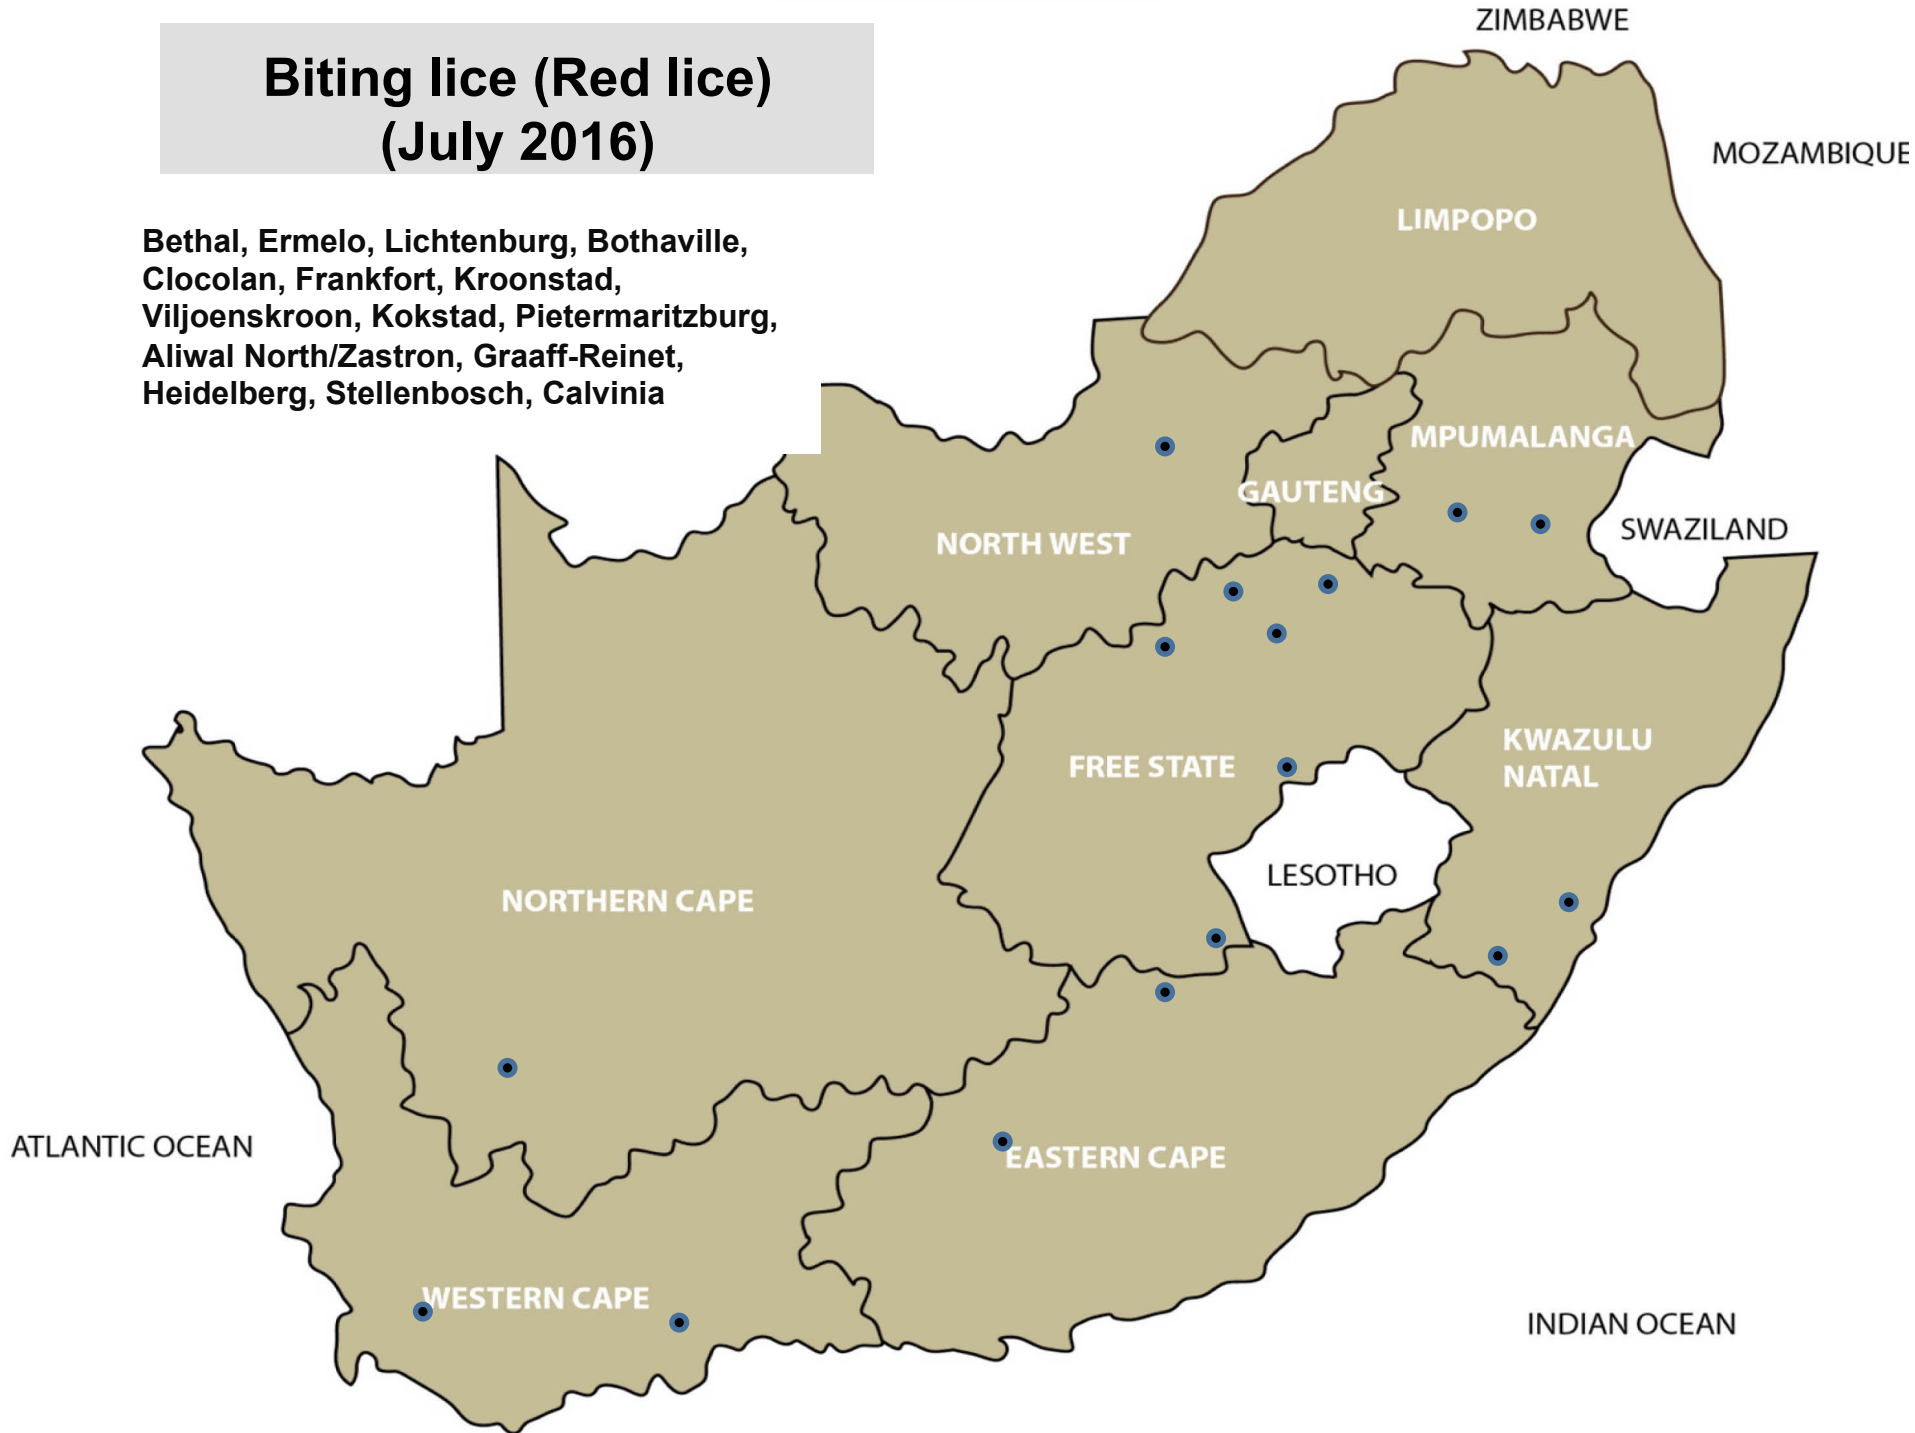 Biting lice (Red lice)
(July 2016)
Bethal, Ermelo, Lichtenburg, Bothaville,
Clocolan, Frankfort, Kroonstad,
Viljoenskroon, Kokstad, Pietermaritzburg,
Aliwal North/Zastron, Graaff-Reinet,
Heidelberg, Stellenbosch, Calvinia
ZIMBABWE
MOZAMBIQUE
LIMPOPO
MPUMALANGA
GAUTENG
SWAZILAND
NORTH WEST
KWAZULU
NATAL
FREE STATE
LESOTHO
NORTHERN CAPE
ATLANTIC OCEAN
EASTERN CAPE
WESTERN CAPE
INDIAN OCEAN